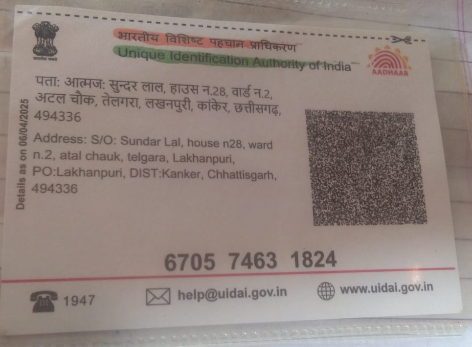 भारतीय विशिष्ट पहचान प्राधिकरण
Unique Identification Authority of India
AADHAAR
पता: आत्मज: सुन्दर लाल, हाउस न.28, वार्ड न.2,
अटल चौक, तेलगरा, लखनपुरी, कांकेर, छत्तीसगढ़,
494336
Address: S/O: Sundar Lal, house n28, ward
n.2, atal chauk, telgara, Lakhanpuri,
PO:Lakhanpuri, DIST:Kanker, Chhattisgarh,
494336
Details as on 06/04/2025
6705 7463 1824
1947
help@uidai.gov.in
www.uidai.gov.in